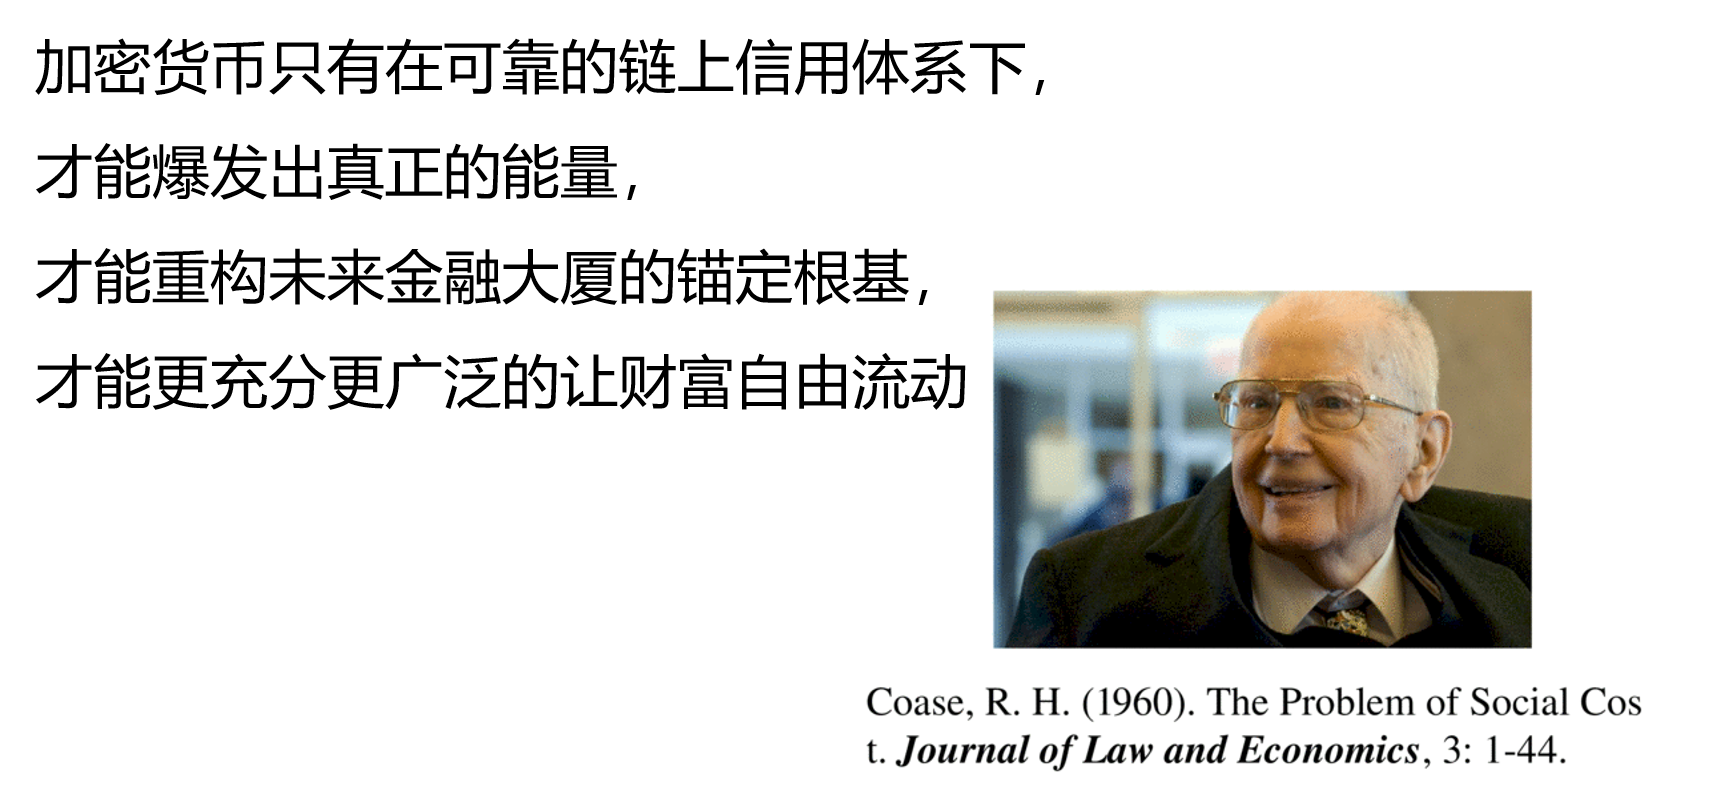 加密货币只有在可靠的链上信用体系下，
才能爆发出真正的能量，
才能重构未来金融大厦的锚定根基，
才能更充分更广泛的让财富自由流动
Coase, R. H. (1960). The Problem of Social Cos
t. Journal of Law and Economics, 3: 1-44.